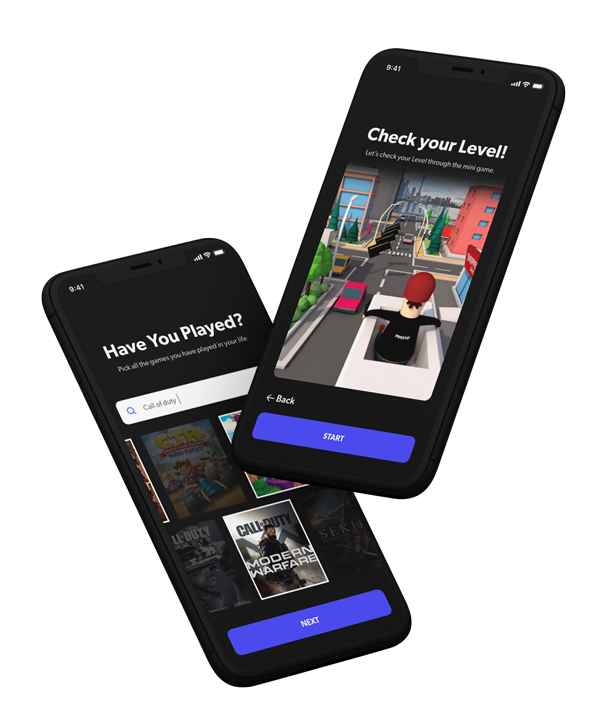 9:41
Check your Level!
Let's check your Level through the mini game.
Back
START
9:41
Have You Played?
Pick all the games you have played in your life
Call of duty
CTR
NITRO-FUELED
CALL OF DUTY
CALL OF DUTY
MODERN
WARFARE
NEXT